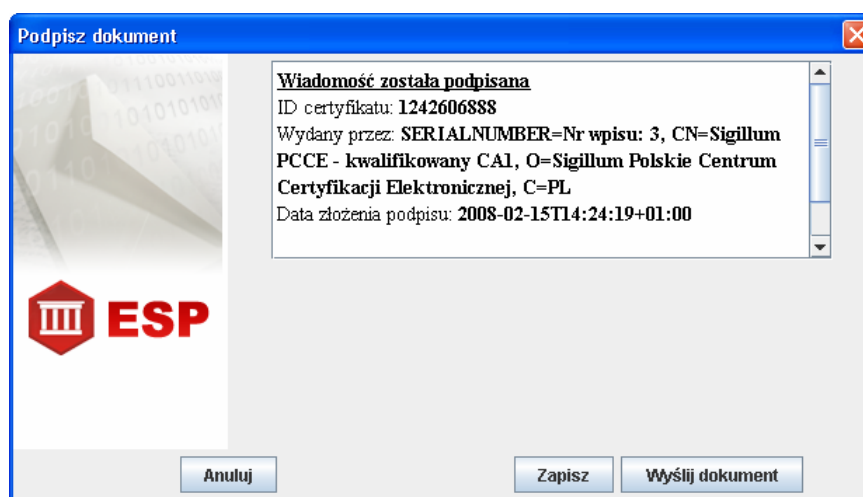 Podpisz dokument
Wiadomość została podpisana
ID certyfikatu: 1242606888
Wydany przez: SERIALNUMBER=Nr wpisu: 3, CN=Sigillum
PCCE - kwalifikowany CA1, O=Sigillum Polskie Centrum
Certyfikacji Elektronicznej, C=PL
Data złożenia podpisu: 2008-02-15T14:24:19+01:00
ESP
Anuluj
Zapisz
Wyślij dokument